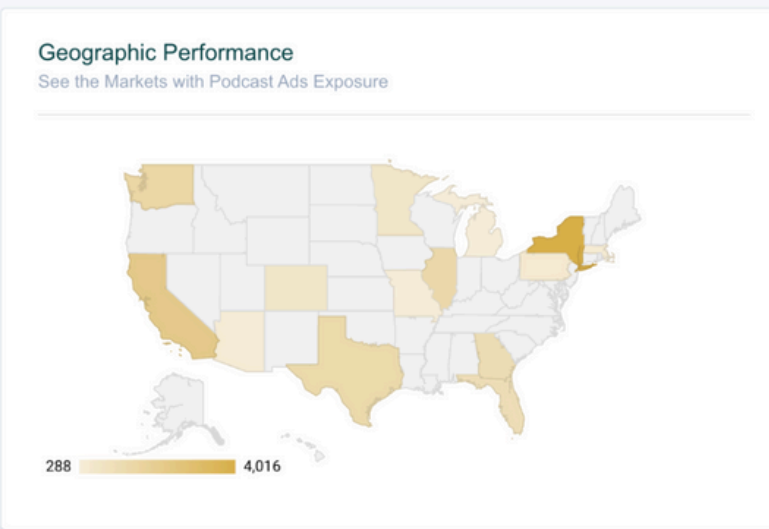 Geographic Performance
See the Markets with Podcast Ads Exposure
288 4,016